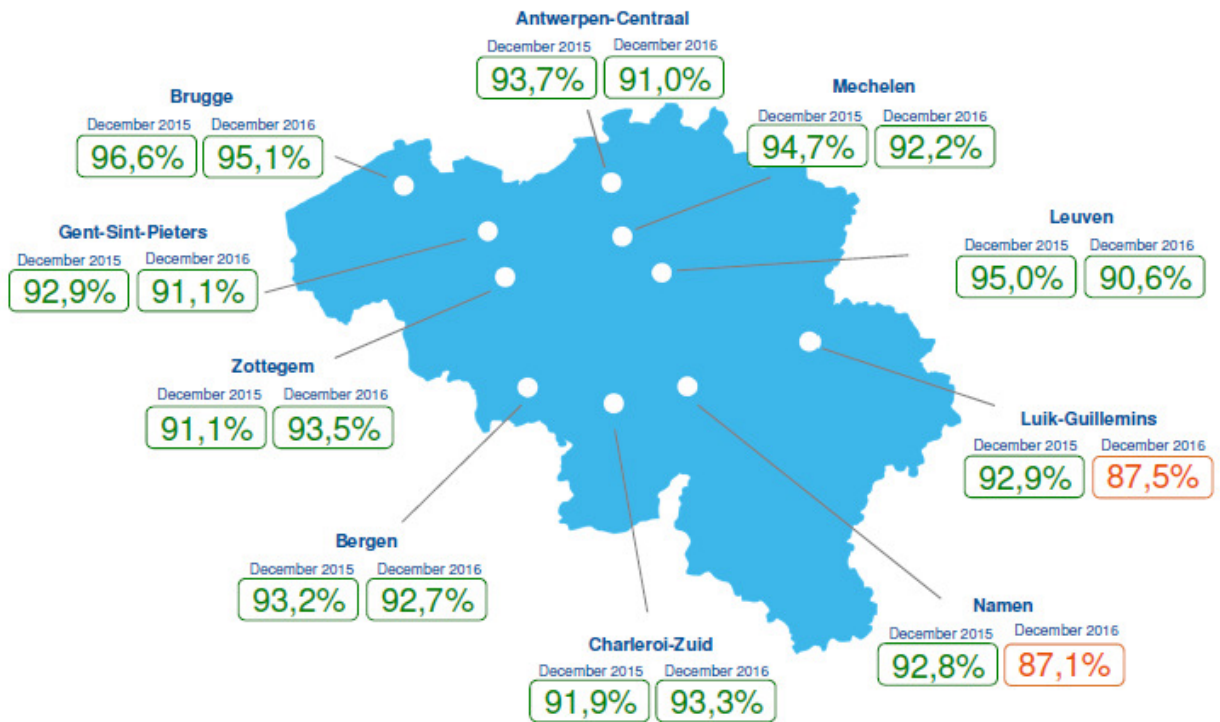 Antwerpen-Centraal
December 2015 December 2016
93,7% 91,0%
Brugge
December 2015 December 2016
96,6% 95,1%
Mechelen
December 2015 December 2016
94,7% 92,2%
Gent-Sint-Pieters
December 2015 December 2016
92,9% 91,1%
Leuven
December 2015 December 2016
95,0% 90,6%
Zottegem
December 2015 December 2016
91,1% 93,5%
Luik-Guillemins
December 2015 December 2016
92,9% 87,5%
Bergen
December 2015 December 2016
93,2% 92,7%
Namen
December 2015 December 2016
92,8% 87,1%
Charleroi-Zuid
December 2015 December 2016
91,9% 93,3%